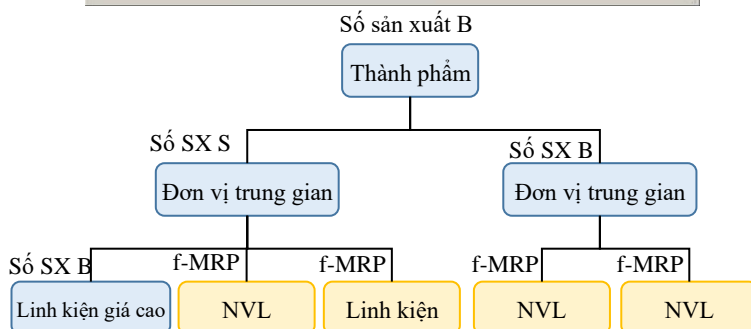 Số sản xuất B
Thành phẩm
Số SX S
Số SX B
Đơn vị trung gian
Đơn vị trung gian
Số SX B
f-MRP
f-MRP
f-MRP
f-MRP
Linh kiện giá cao
NVL
Linh kiện
NVL
NVL